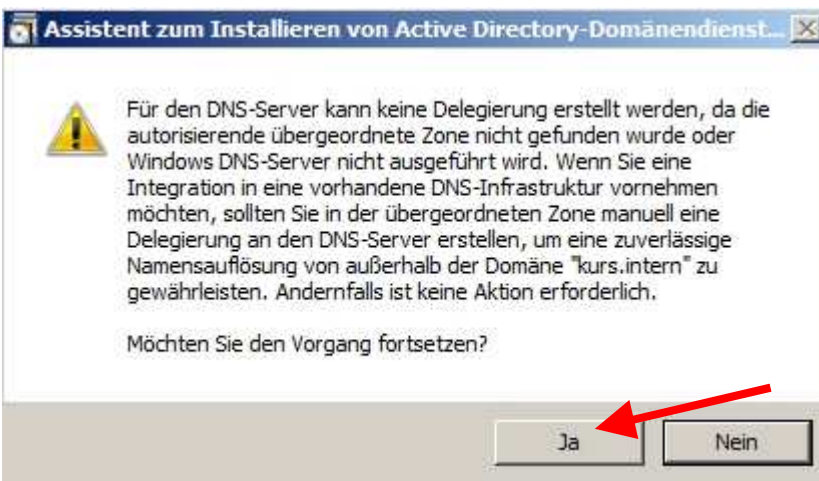 Assistent zum Installieren von Active Directory-Domänendienst...
Für den DNS-Server kann keine Delegierung erstellt werden, da die
autorisierende übergeordnete Zone nicht gefunden wurde oder
Windows DNS-Server nicht ausgeführt wird. Wenn Sie eine
Integration in eine vorhandene DNS-Infrastruktur vornehmen
möchten, sollten Sie in der übergeordneten Zone manuell eine
Delegierung an den DNS-Server erstellen, um eine zuverlässige
Namensauflösung von außerhalb der Domäne "kurs.intern" zu
gewährleisten. Andernfalls ist keine Aktion erforderlich.
Möchten Sie den Vorgang fortsetzen?
Ja Nein